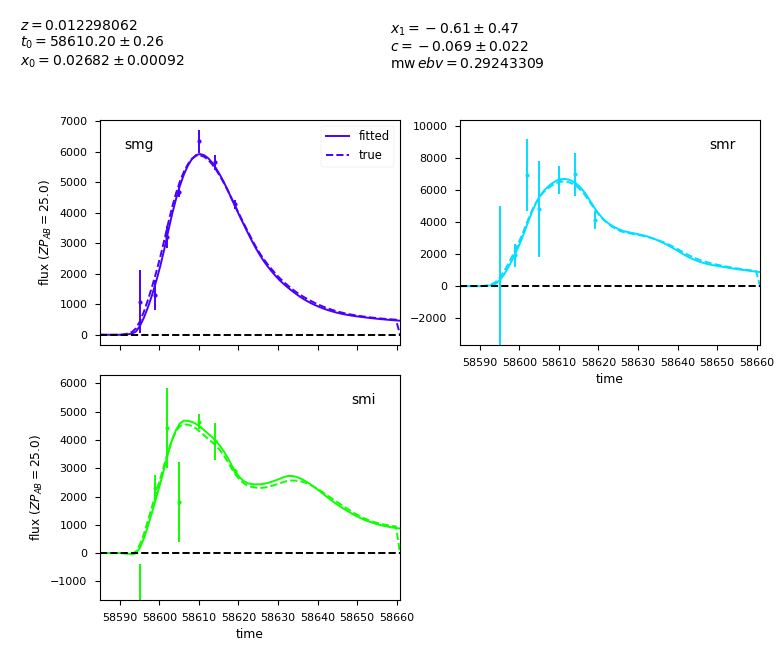 z = 0.012298062
t₀ = 58610.20 ± 0.26
x₀ = 0.02682 ± 0.00092
x₁ = −0.61 ± 0.47
c = −0.069 ± 0.022
mwebv = 0.29243309
smg
fitted
true
7000
6000
5000
4000
3000
2000
1000
0
flux (ZP_AB = 25.0)
smr
10000
8000
6000
4000
2000
0
−2000
58590 58600 58610 58620 58630 58640 58650 58660
time
smi
6000
5000
4000
3000
2000
1000
0
−1000
flux (ZP_AB = 25.0)
58590 58600 58610 58620 58630 58640 58650 58660
time